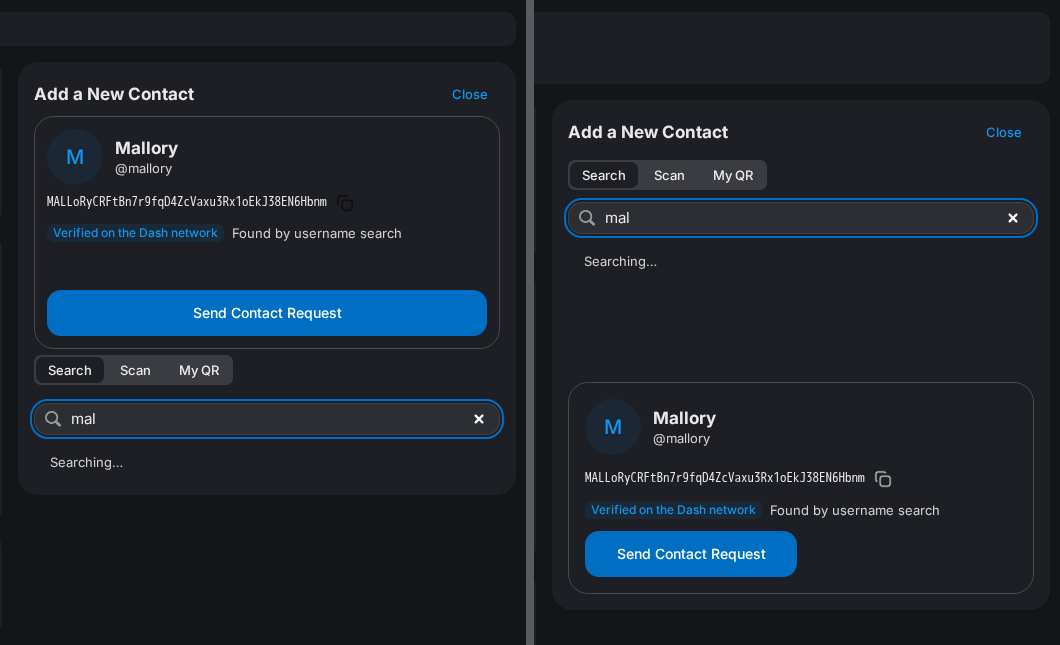 Add a New Contact
Close
M
Mallory
@mallory
MALLoRyCRFtBn7r9fqD4ZcVaxu3Rx1oEkJ38EN6Hbnm
Verified on the Dash network
Found by username search
Send Contact Request
Search
Scan
My QR
mal
Searching...
Add a New Contact
Close
Search
Scan
My QR
mal
Searching...
M
Mallory
@mallory
MALLoRyCRFtBn7r9fqD4ZcVaxu3Rx1oEkJ38EN6Hbnm
Verified on the Dash network
Found by username search
Send Contact Request